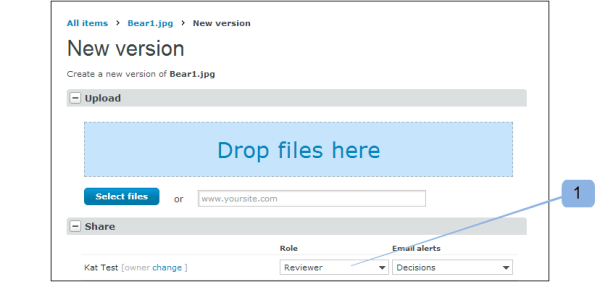 All items > Bear1.jpg > New version
New version
Create a new version of Bear1.jpg
Upload
Drop files here
Select files or www.yoursite.com
1
Share
Role Email alerts
Kat Test [owner change ] Reviewer Decisions